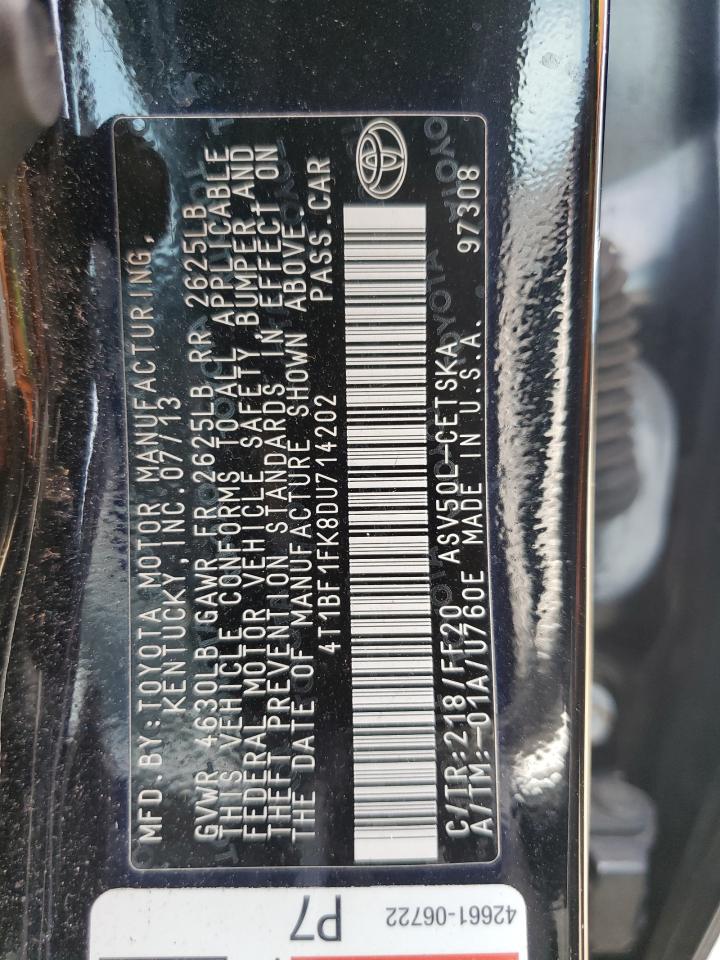 MFD.BY:TOYOTA MOTOR MANUFACTURING,
KENTUCKY, INC.07/13
GVWR 4630LB GAWR FR 2625LB RR 2625LB
THIS VEHICLE CONFORMS TO ALL APPLICABLE
FEDERAL MOTOR VEHICLE SAFETY, BUMPER AND
THEFT PREVENTION STANDARDS IN EFFECT ON
THE DATE OF MANUFACTURE SHOWN ABOVE.
4T1BF1FK8DU714202 PASS.CAR
C/TR:218/FF20 ASV50L-CETSKA
A/TM:-01A/U760E MADE IN U.S.A. 97308
42661-06722
P7